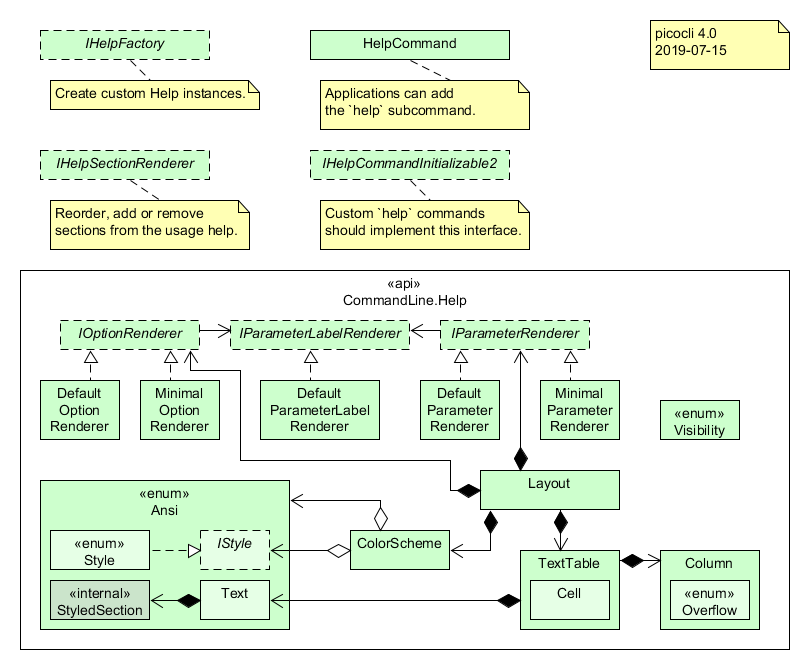 IHelpFactory
HelpCommand
picocli 4.0
2019-07-15
Create custom Help instances.
Applications can add
the `help` subcommand.
IHelpSectionRenderer
IHelpCommandInitializable2
Reorder, add or remove
sections from the usage help.
Custom `help` commands
should implement this interface.
«api»
CommandLine.Help
IOptionRenderer
IParameterLabelRenderer
IParameterRenderer
Default
Option
Renderer
Minimal
Option
Renderer
Default
ParameterLabel
Renderer
Default
Parameter
Renderer
Minimal
Parameter
Renderer
«enum»
Visibility
Layout
«enum»
Ansi
«enum»
Style
IStyle
ColorScheme
«internal»
StyledSection
Text
TextTable
Cell
Column
«enum»
Overflow